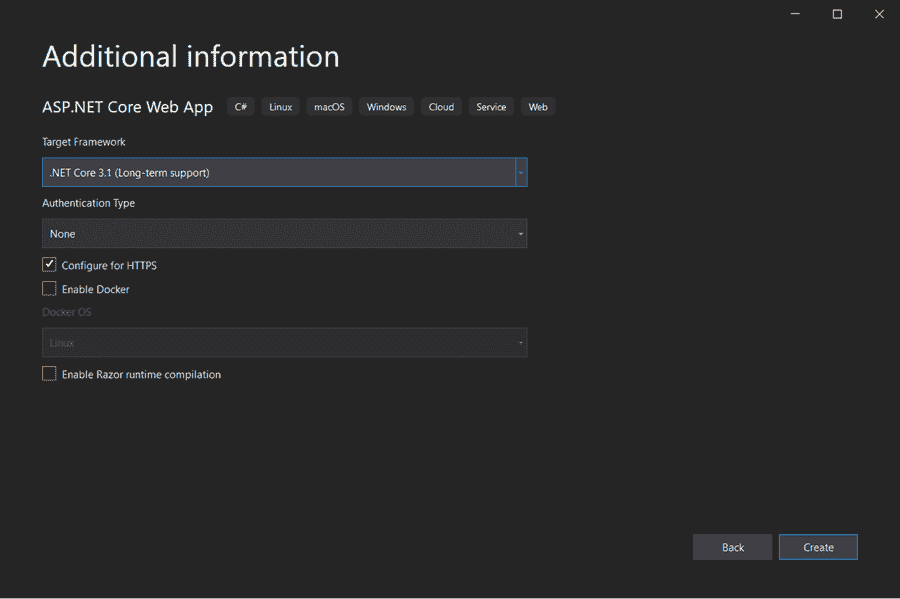 Additional information
ASP.NET Core Web App C# Linux macOS Windows Cloud Service Web
Target Framework
.NET Core 3.1 (Long-term support)
Authentication Type
None
Configure for HTTPS
Enable Docker
Docker OS
Linux
Enable Razor runtime compilation
Back Create